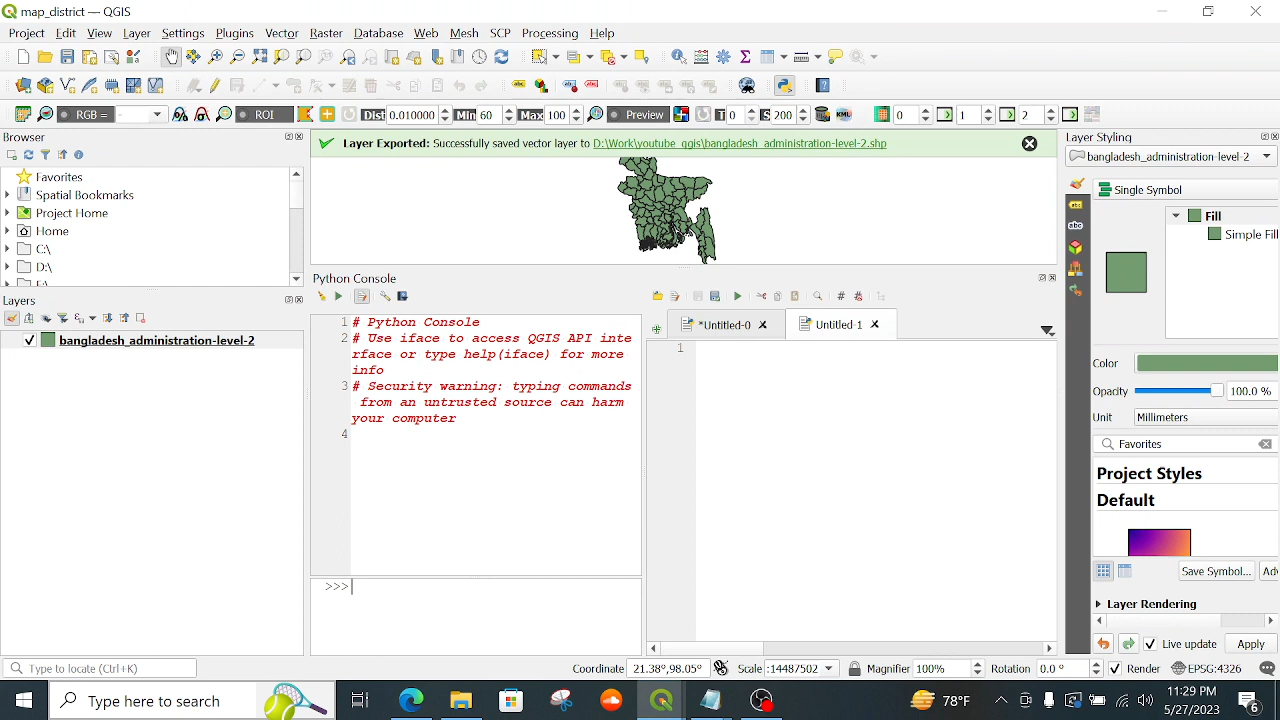 map_district — QGIS
Project Edit View Layer Settings Plugins Vector Raster Database Web Mesh SCP Processing Help
RGB = - ROI Dist 0.010000 Min 60 Max 100 Preview T 0 S 200 KML 0 1 2
Browser
Favorites
Spatial Bookmarks
Project Home
Home
C:\
D:\
Layers
bangladesh_administration-level-2
Layer Exported: Successfully saved vector layer to D:\Work\youtube_qgis\bangladesh_administration-level-2.shp
Python Console
1 # Python Console
2 # Use iface to access QGIS API inte
rface or type help(iface) for more
info
3 # Security warning: typing commands
from an untrusted source can harm
your computer
4
>>>
*Untitled-0
Untitled-1
1
Layer Styling
bangladesh_administration-level-2
Single Symbol
Fill
Simple Fil
Color
Opacity 100.0 %
Unit Millimeters
Favorites
Project Styles
Default
Save Symbol... Adv
Layer Rendering
Live update Apply
Type to locate (Ctrl+K) Coordinate 21.38°,98.05° Scale :14487502 Magnifier 100% Rotation 0.0 ° Render EPSG:4326
Type here to search
78°F
11:29 PM
5/27/2023
6